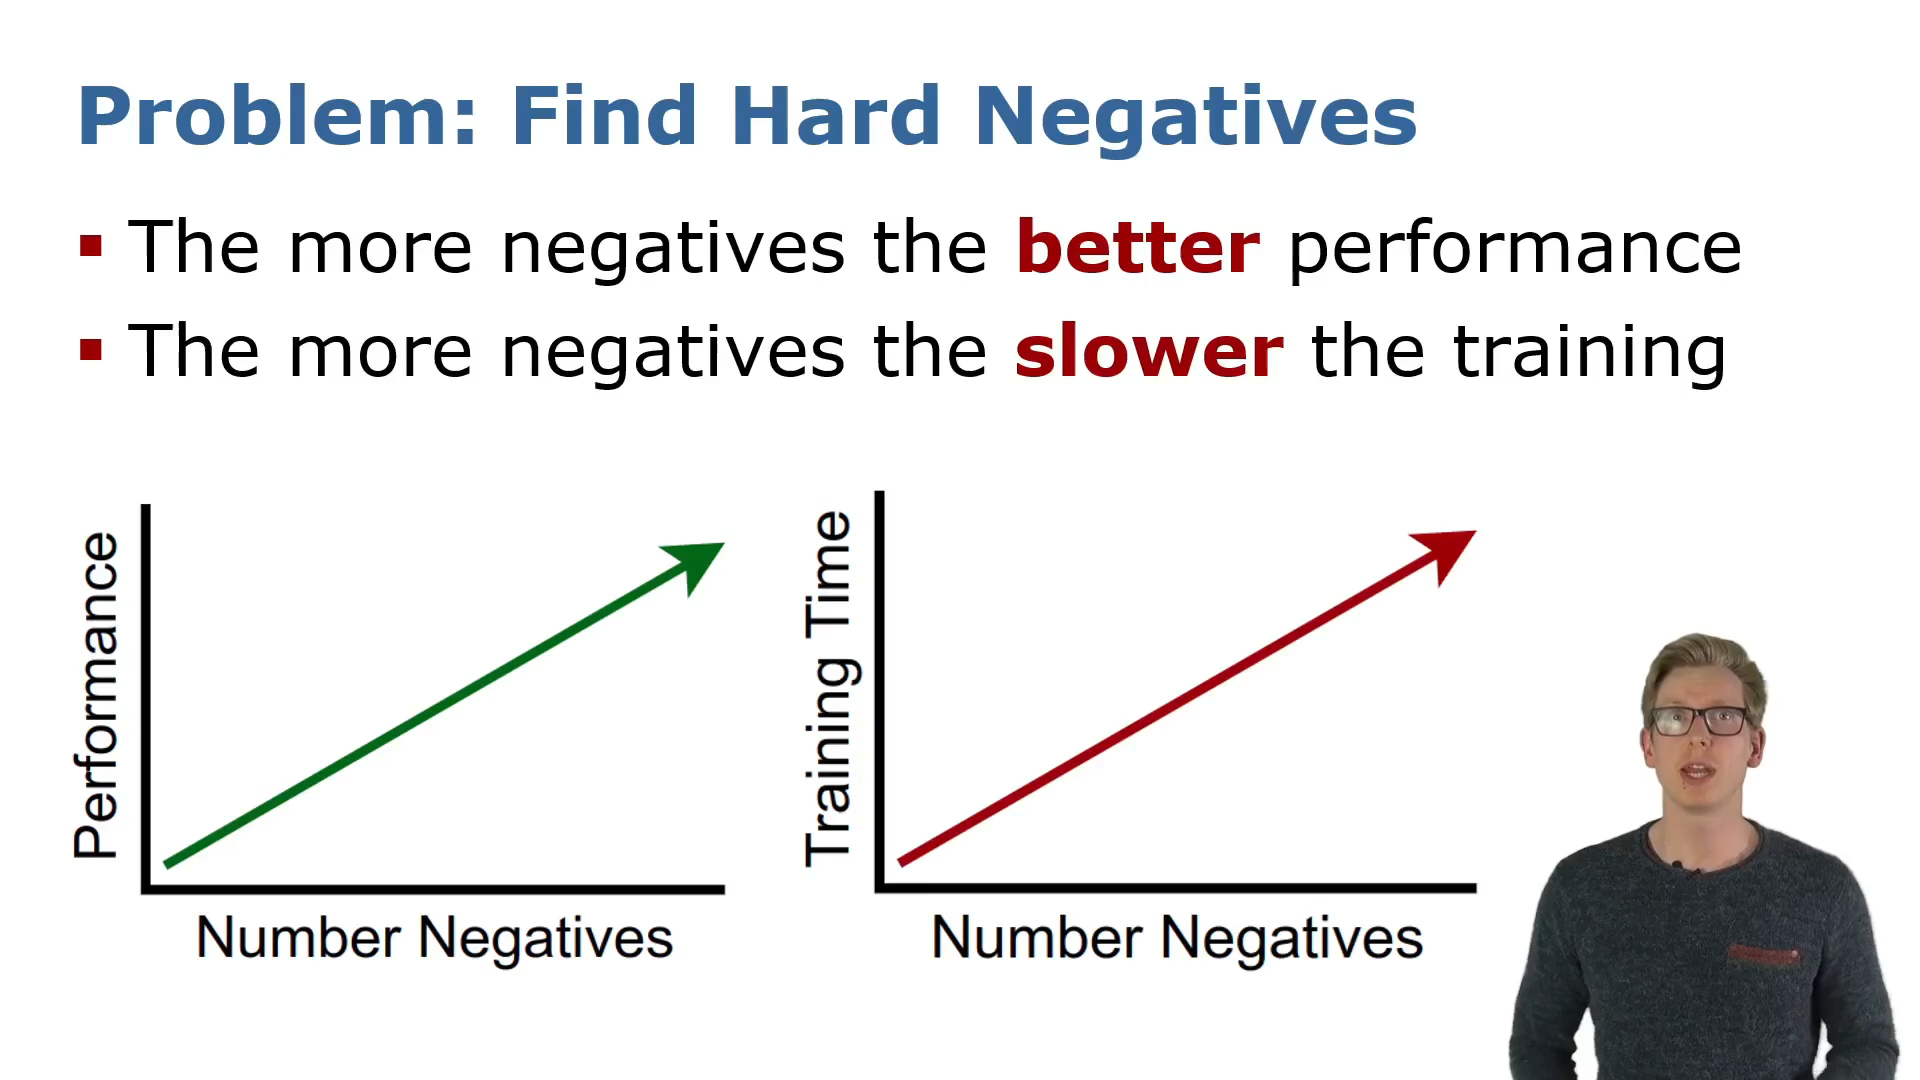 Problem: Find Hard Negatives
The more negatives the better performance
The more negatives the slower the training
Performance
Number Negatives
Training Time
Number Negatives